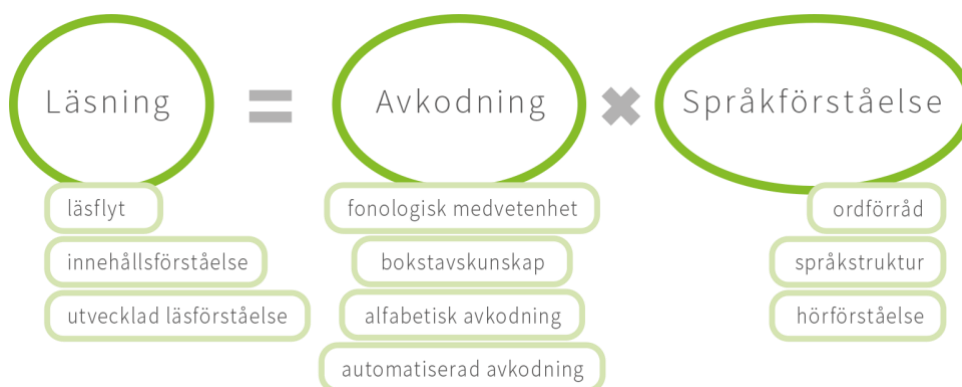 Läsning = Avkodning × Språkförståelse
läsflyt
innehållsförståelse
utvecklad läsförståelse
fonologisk medvetenhet
bokstavskunskap
alfabetisk avkodning
automatiserad avkodning
ordförråd
språkstruktur
hörförståelse